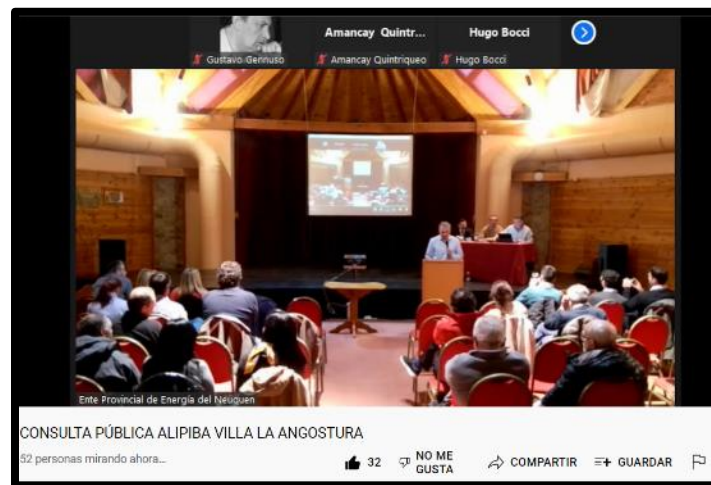 Amancay Quintr...
Hugo Bocci
Gustavo Gennuso
Amancay Quintriqueo
Hugo Bocci
Ente Provincial de Energía del Neuquen
CONSULTA PÚBLICA ALIPIBA VILLA LA ANGOSTURA
52 personas mirando ahora...
32
NO ME
GUSTA
COMPARTIR
GUARDAR